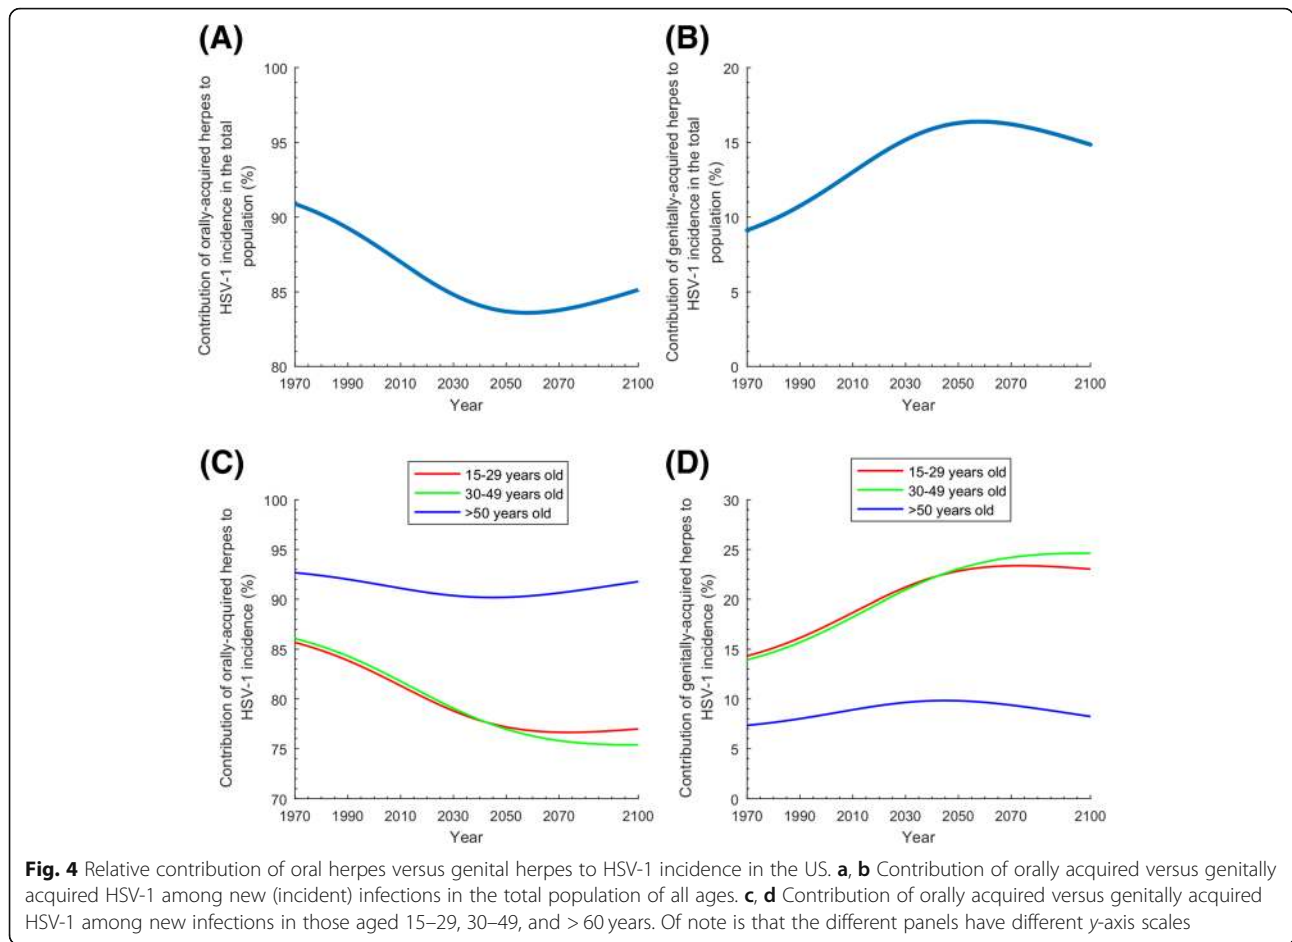 (A)
100
95
90
85
80
Contribution of orally-acquired herpes to
HSV-1 incidence in the total
population (%)
1970 1990 2010 2030 2050 2070 2100
Year
(B)
20
15
10
5
0
Contribution of genitally-acquired herpes to
HSV-1 incidence in the total
population (%)
1970 1990 2010 2030 2050 2070 2100
Year
(C)
15-29 years old
30-49 years old
>50 years old
100
95
90
85
80
75
70
Contribution of orally-acquired herpes to
HSV-1 incidence (%)
1970 1990 2010 2030 2050 2070 2100
Year
(D)
15-29 years old
30-49 years old
>50 years old
30
25
20
15
10
5
0
Contribution of genitally-acquired herpes to
HSV-1 incidence (%)
1970 1990 2010 2030 2050 2070 2100
Year
Fig. 4 Relative contribution of oral herpes versus genital herpes to HSV-1 incidence in the US. a, b Contribution of orally acquired versus genitally
acquired HSV-1 among new (incident) infections in the total population of all ages. c, d Contribution of orally acquired versus genitally acquired
HSV-1 among new infections in those aged 15–29, 30–49, and > 60 years. Of note is that the different panels have different y-axis scales